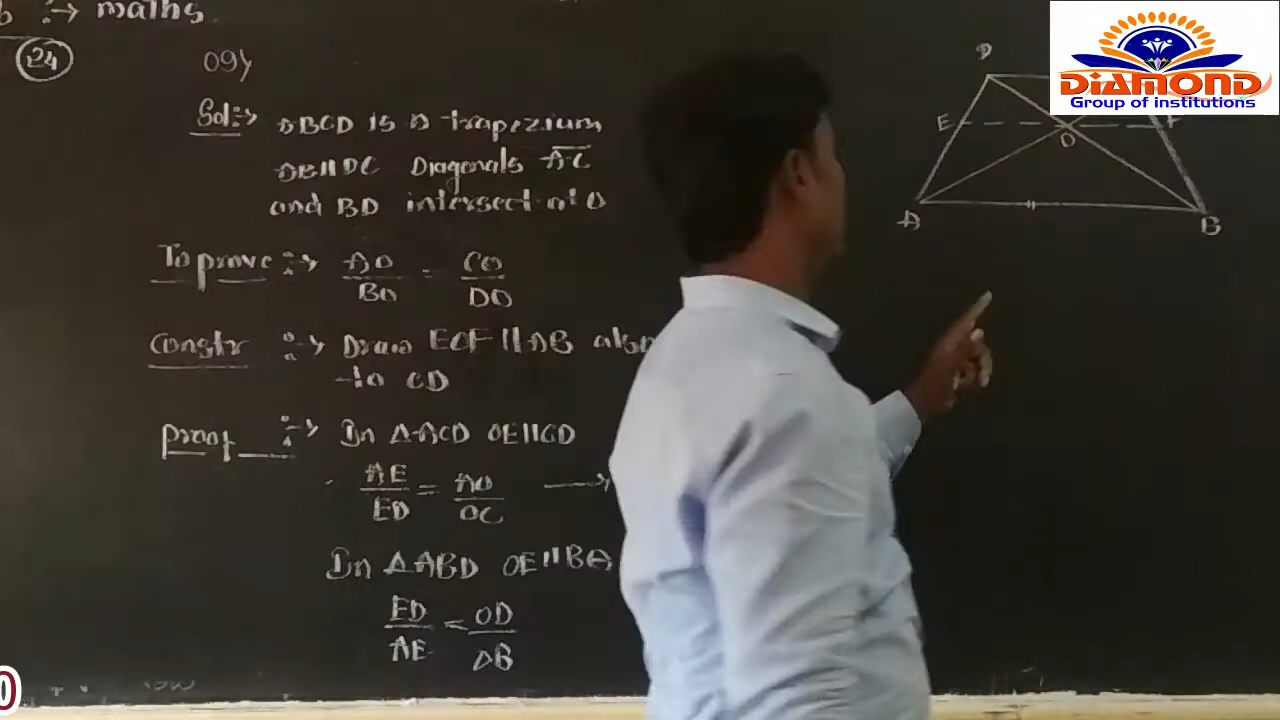 :→ maths
24
09y
Sol:→ ABCD is A trapezium
AB||DC Diagonals AC
and BD intersect at O
To prove :→ AO/BO = CO/DO
Constr :→ Draw EOF || AB also
to CD
Proof :→ In Δ ACD OE||CD
AE/ED = AO/OC →
In Δ ABD OE||BA
ED/AE = OD/OB
D
E
F
O
A
B
DIAMOND
Group of institutions